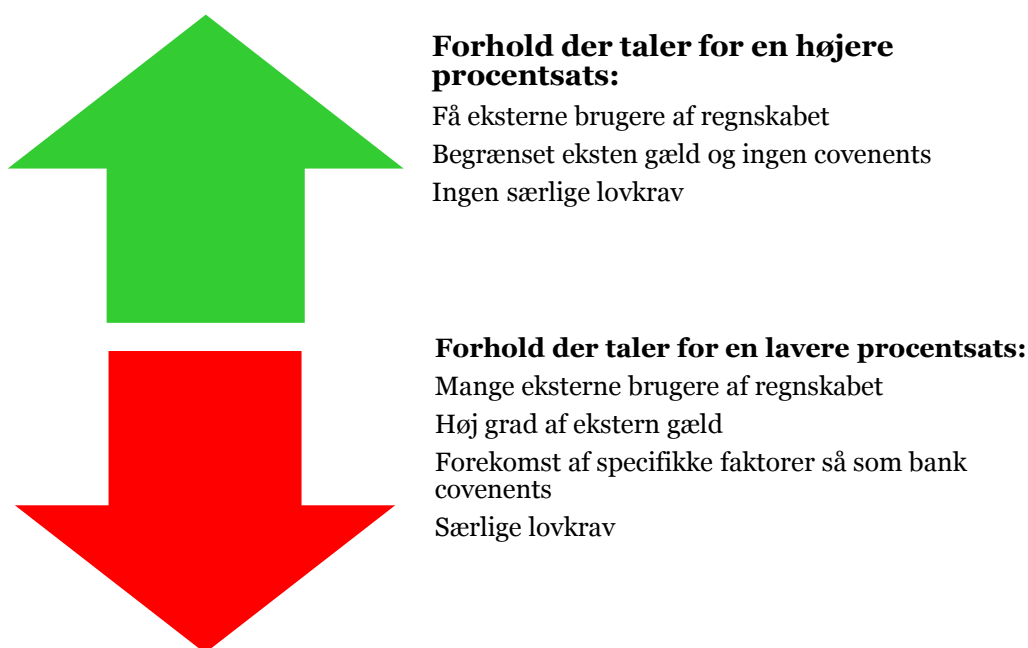 Forhold der taler for en højere
procentsats:
Få eksterne brugere af regnskabet
Begrænset eksten gæld og ingen covenents
Ingen særlige lovkrav
Forhold der taler for en lavere procentsats:
Mange eksterne brugere af regnskabet
Høj grad af ekstern gæld
Forekomst af specifikke faktorer så som bank
covenents
Særlige lovkrav